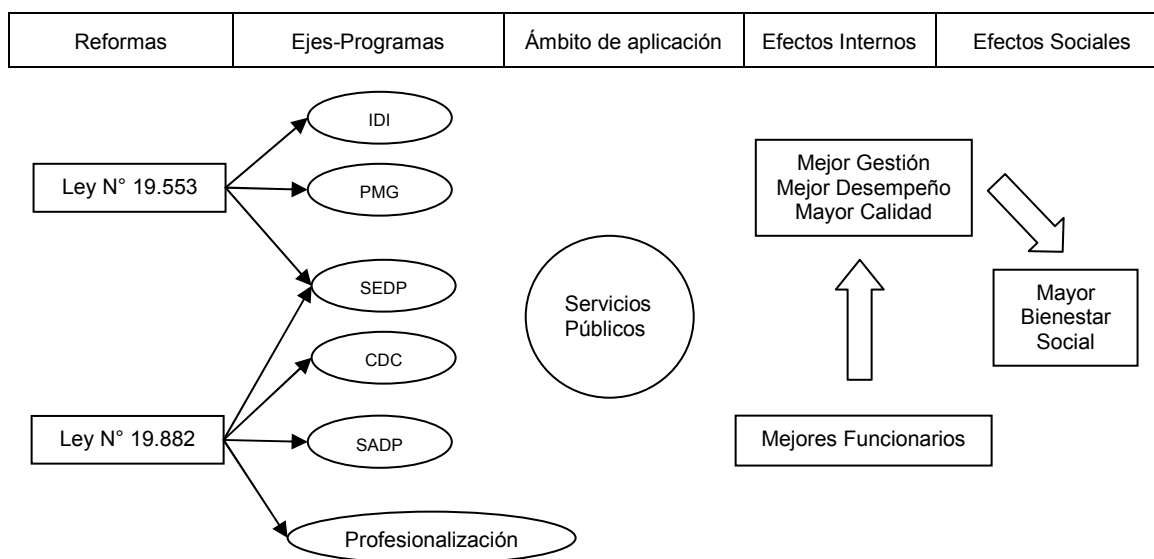 Reformas
Ejes-Programas
Ámbito de aplicación
Efectos Internos
Efectos Sociales
IDI
Ley N° 19.553
PMG
SEDP
CDC
Ley N° 19.882
SADP
Profesionalización
Servicios
Públicos
Mejor Gestión
Mejor Desempeño
Mayor Calidad
Mejores Funcionarios
Mayor
Bienestar
Social